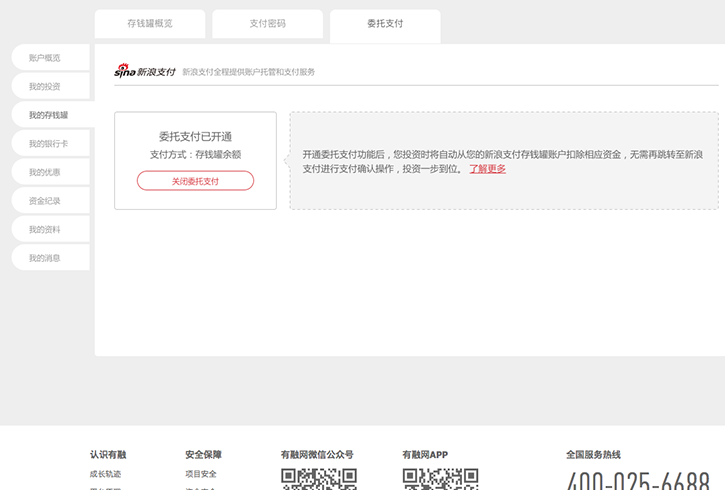 存钱罐概览
支付密码
委托支付
账户概览
我的投资
我的存钱罐
我的银行卡
我的优惠
资金纪录
我的资料
我的消息
sina 新浪支付 新浪支付全程提供账户托管和支付服务
委托支付已开通
支付方式：存钱罐余额
关闭委托支付
开通委托支付功能后，您投资时将自动从您的新浪支付存钱罐账户扣除相应资金，无需再跳转至新浪
支付进行支付确认操作，投资一步到位。 了解更多
认识有融
成长轨迹
安全保障
项目安全
有融网微信公众号
有融网APP
全国服务热线
400-025-6688